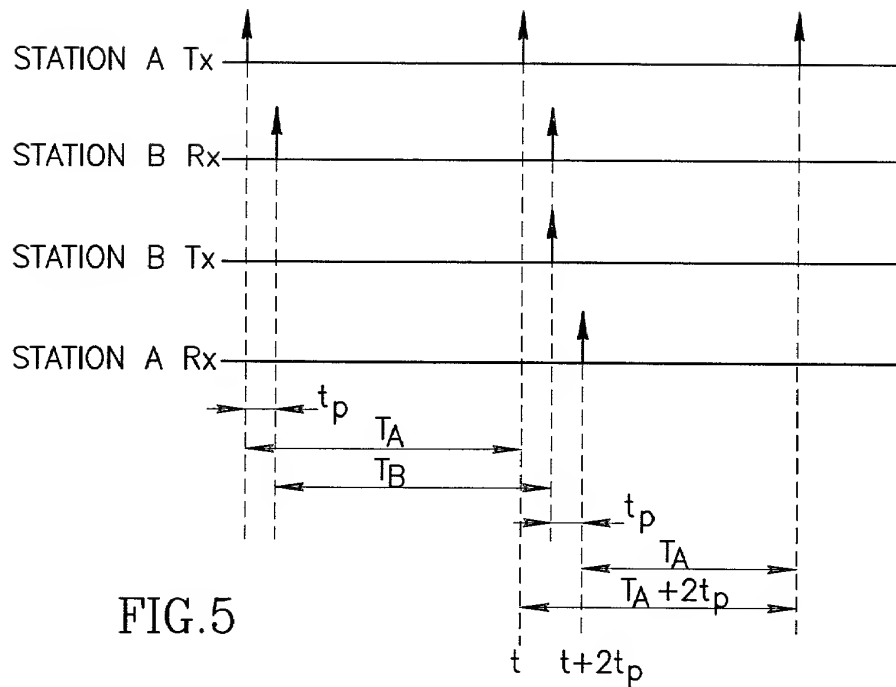 STATION A Tx
STATION B Rx
STATION B Tx
STATION A Rx
tp
TA
TB
tp
TA
TA+2tp
t t+2tp
FIG.5